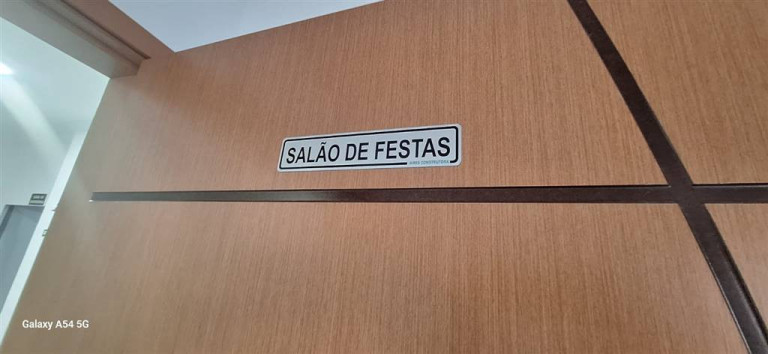 SALÃO DE FESTAS
Galaxy A54 5G